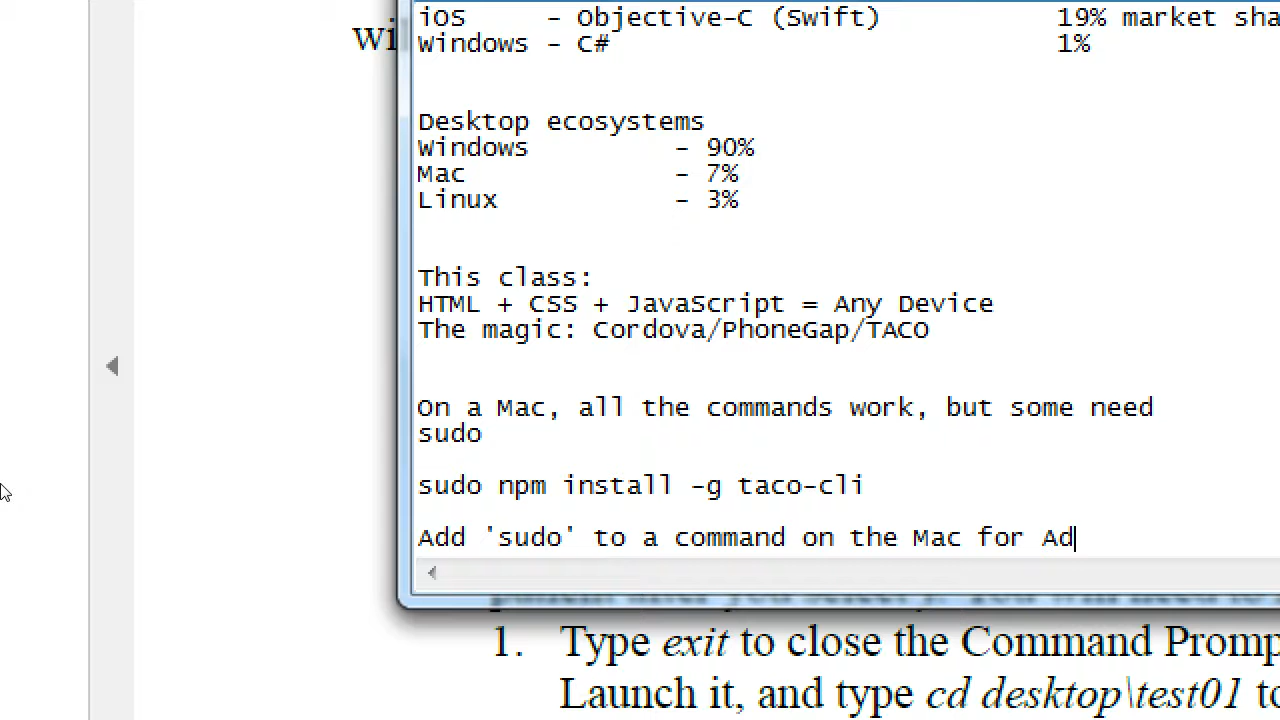 iOS - Objective-C (Swift) 19% market sha
wi
Windows - C# 1%
Desktop ecosystems
Windows - 90%
Mac - 7%
Linux - 3%
This class:
HTML + CSS + JavaScript = Any Device
The magic: Cordova/PhoneGap/TACO
On a Mac, all the commands work, but some need
sudo
sudo npm install -g taco-cli
Add 'sudo' to a command on the Mac for Ad
1. Type exit to close the Command Promp
Launch it, and type cd desktop\test01 to